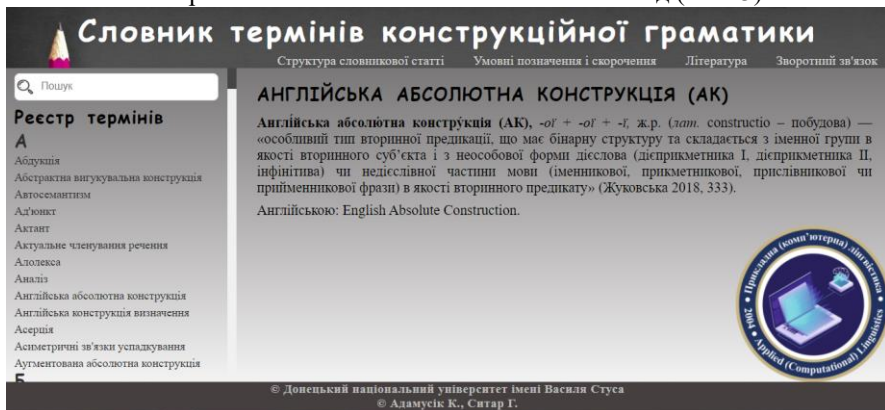 Словник термінів конструкційної граматики
Структура словникової статті Умовні позначення і скорочення Література Зворотний зв'язок
Пошук
Реєстр термінів
А
Абдукція
Абстрактна вигукувальна конструкція
Автосемантизм
Ад'юнкт
Актант
Актуальне членування речення
Алолекса
Аналіз
Англійська абсолютна конструкція
Англійська конструкція визначення
Асерція
Асиметричні зв'язки успадкування
Аугментована абсолютна конструкція
Б
АНГЛІЙСЬКА АБСОЛЮТНА КОНСТРУКЦІЯ (АК)
Англі́йська абсолю́тна констру́кція (АК), -ої + -ої + -ї, ж.р. (лат. constructio – побудова) —
«особливий тип вторинної предикації, що має бінарну структуру та складається з іменної групи в
якості вторинного суб’єкта і з неособової форми дієслова (дієприкметника I, дієприкметника II,
інфінітива) чи недієслівної частини мови (іменникової, прикметникової, прислівникової чи
прийменникової фрази) в якості вторинного предикату» (Жуковська 2018, 333).
Англійською: English Absolute Construction.
Прикладна (комп’ютерна) лінгвістика
2004 • Applied (Computational) Linguistics
© Донецький національний університет імені Василя Стуса
© Адамусік К., Ситар Г.